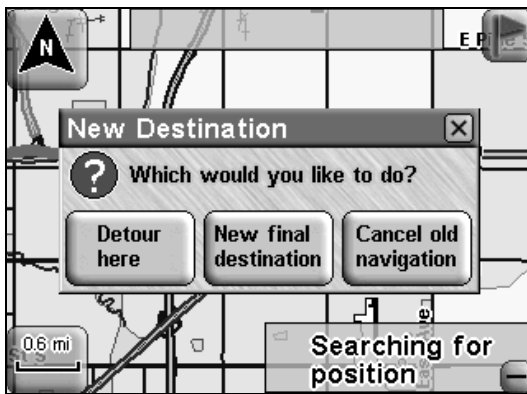 N
New Destination
Which would you like to do?
Detour
here
New final
destination
Cancel old
navigation
0.6 mi
Searching for
position